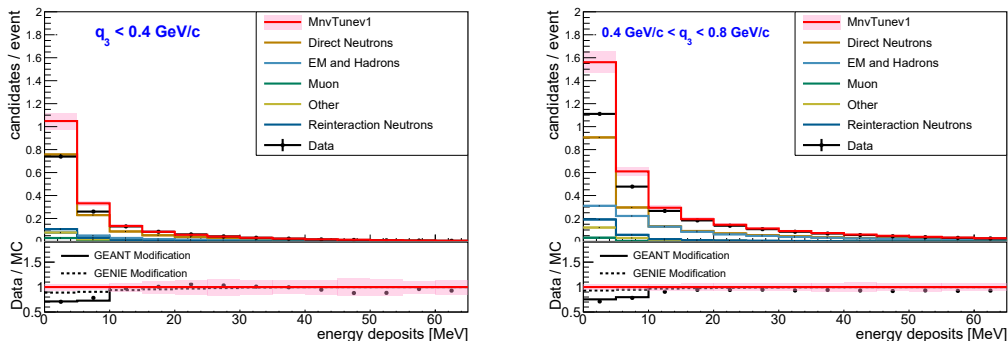 candidates / event
2
1.8
1.6
1.4
1.2
1
0.8
0.6
0.4
0.2
0
q3 < 0.4 GeV/c
MnvTunev1
Direct Neutrons
EM and Hadrons
Muon
Other
Reinteraction Neutrons
Data
Data / MC
1.5
1
0.5
GEANT Modification
GENIE Modification
0 10 20 30 40 50 60
energy deposits [MeV]
candidates / event
2
1.8
1.6
1.4
1.2
1
0.8
0.6
0.4
0.2
0
0.4 GeV/c < q3 < 0.8 GeV/c
MnvTunev1
Direct Neutrons
EM and Hadrons
Muon
Other
Reinteraction Neutrons
Data
Data / MC
1.5
1
0.5
GEANT Modification
GENIE Modification
0 10 20 30 40 50 60
energy deposits [MeV]